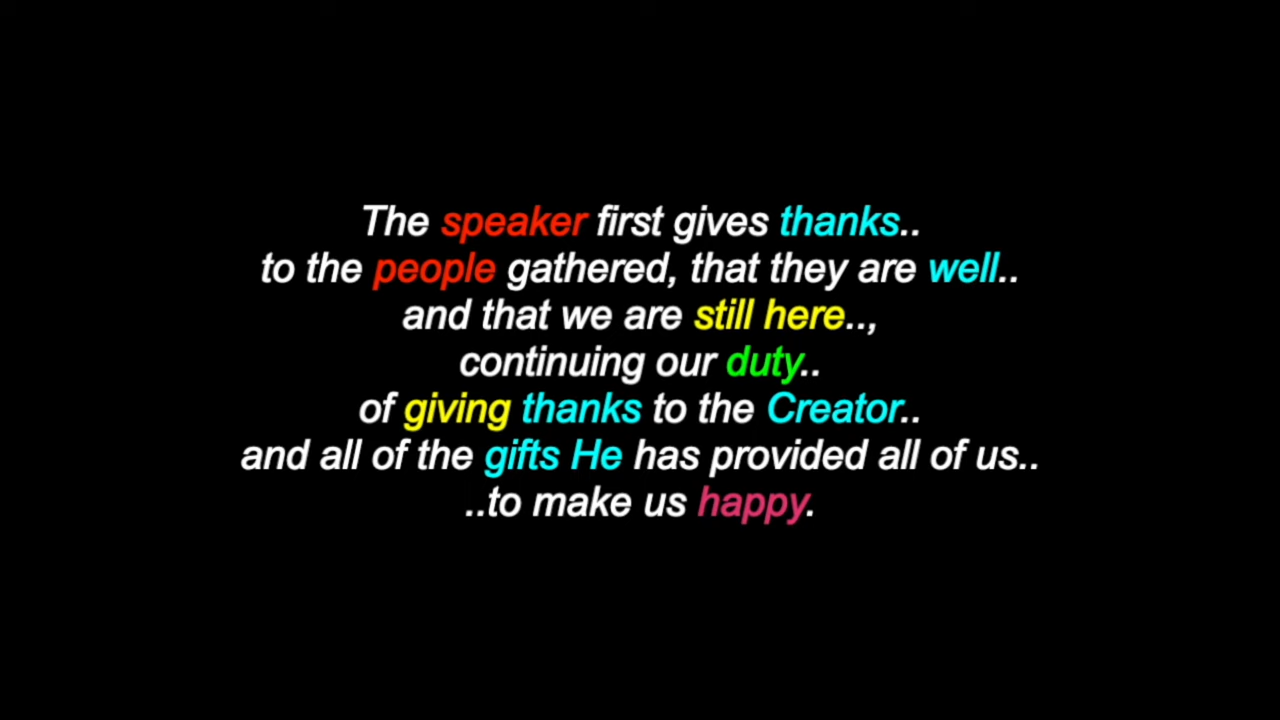 The speaker first gives thanks..
to the people gathered, that they are well..
and that we are still here..,
continuing our duty..
of giving thanks to the Creator..
and all of the gifts He has provided all of us..
..to make us happy.